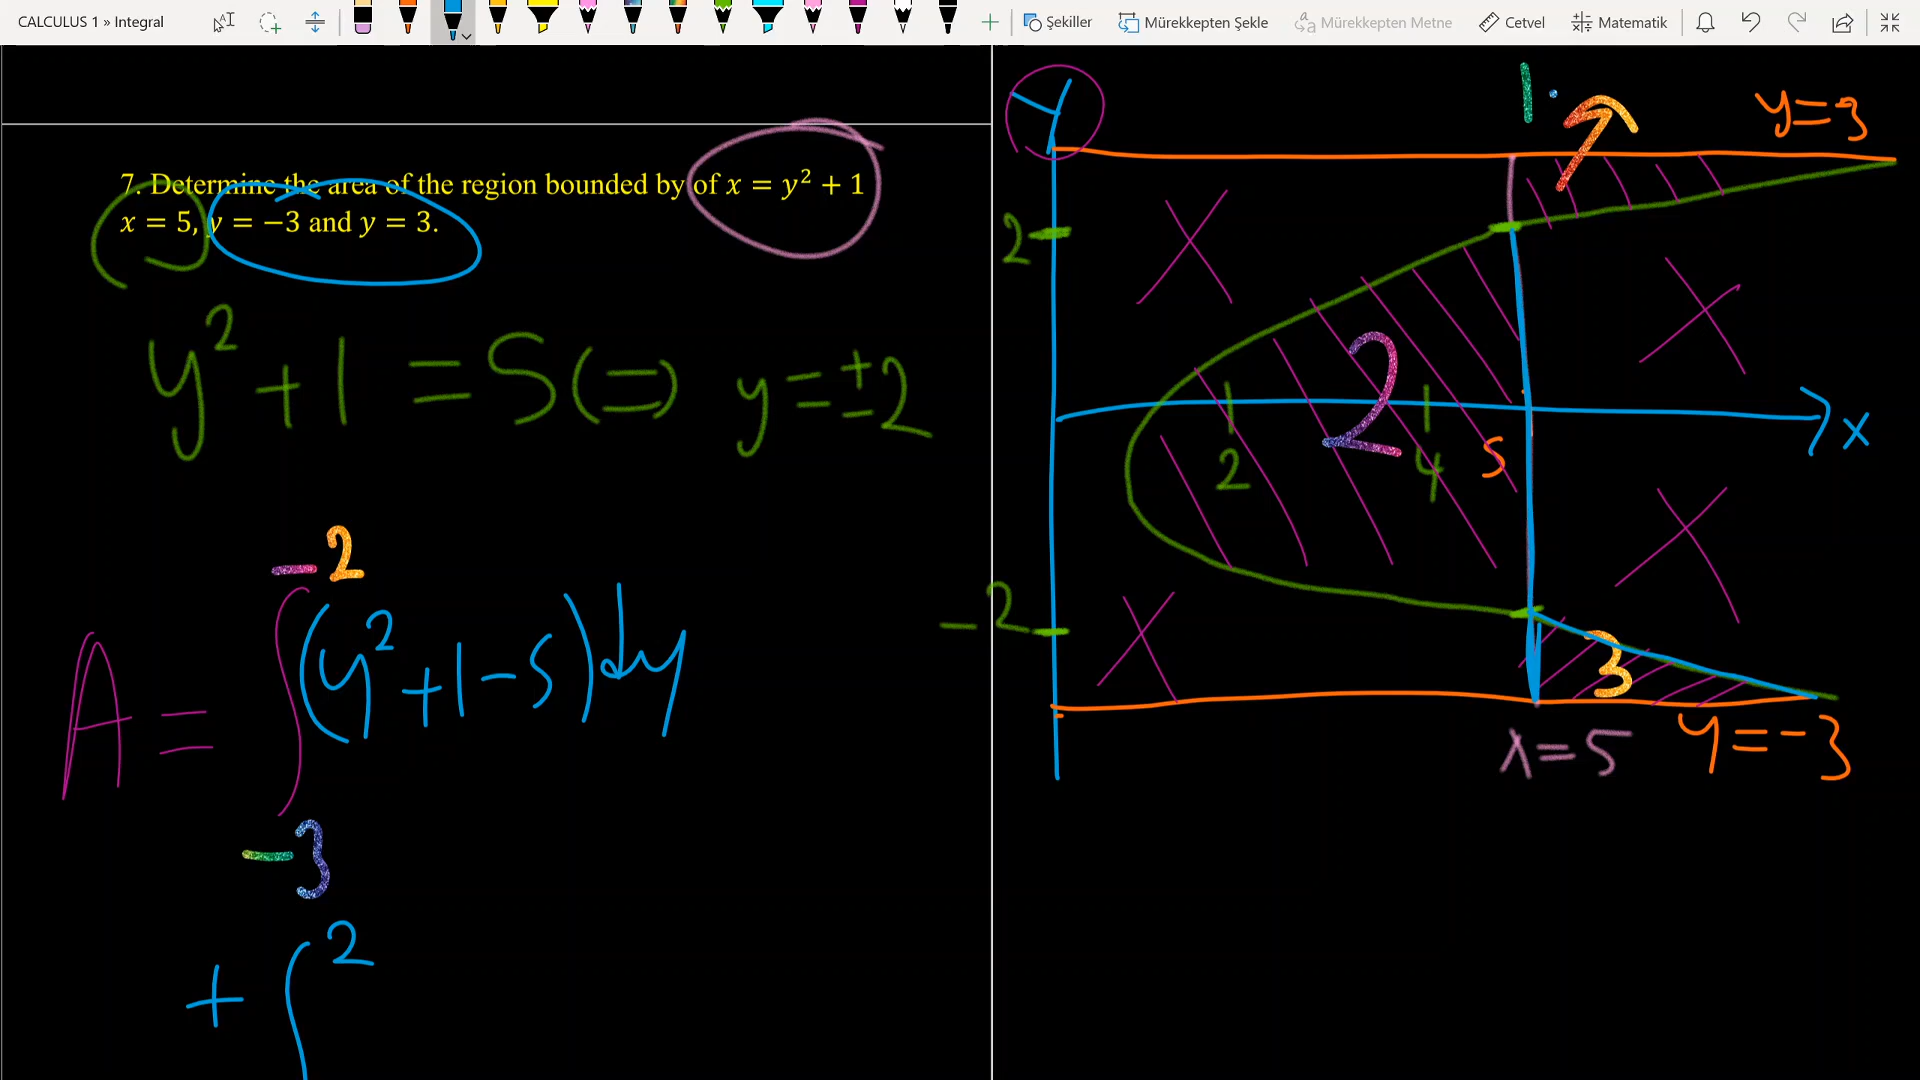 CALCULUS 1 » Integral
Şekiller
Mürekkepten Şekle
Mürekkepten Metne
Cetvel
Matematik
7. Determine the area of the region bounded by of x = y² + 1
x = 5, y = −3 and y = 3.
y² + 1 = 5 (=) y = ±2
A = ∫_{-3}^{-2} (y² + 1 − 5) dy
+ ∫^{2}
Y
1.
y = 3
2
2
2
4
5
x
−2
3
x = 5
y = −3